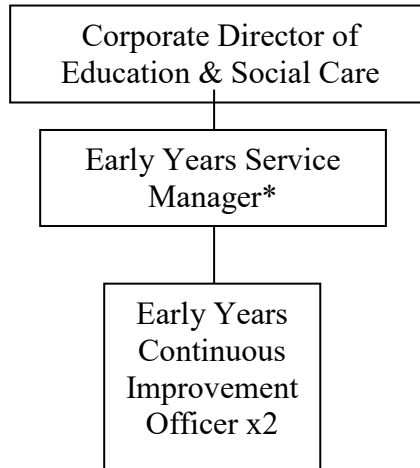 Corporate Director of
Education & Social Care
Early Years Service
Manager*
Early Years
Continuous
Improvement
Officer x2